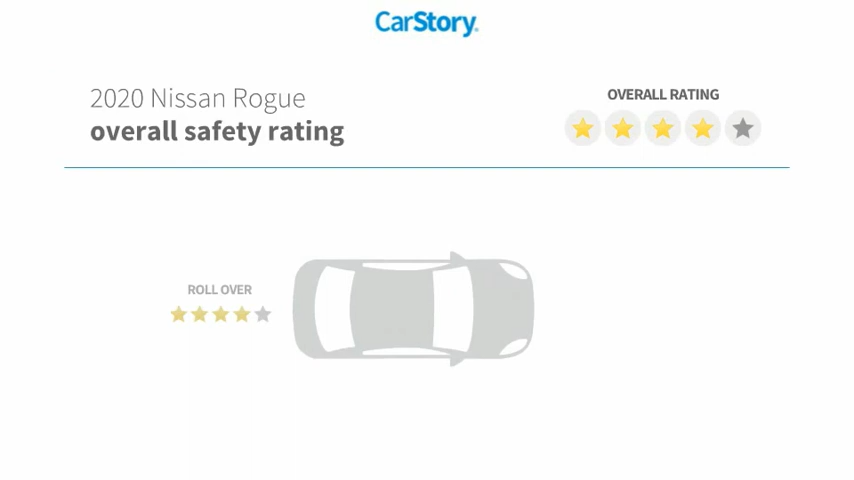 CarStory
2020 Nissan Rogue
overall safety rating
OVERALL RATING
ROLL OVER